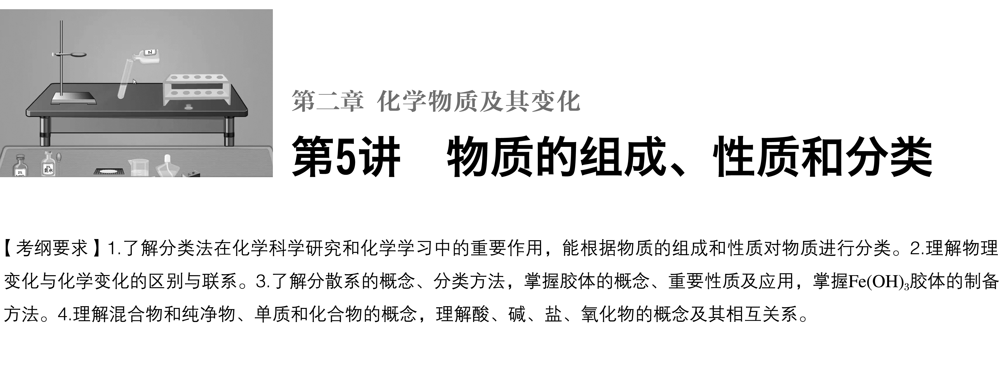 N
2%
氨水
2%
AgNO
第二章 化学物质及其变化
第5讲 物质的组成、性质和分类
【考纲要求】1.了解分类法在化学科学研究和化学学习中的重要作用，能根据物质的组成和性质对物质进行分类。2.理解物理
变化与化学变化的区别与联系。3.了解分散系的概念、分类方法，掌握胶体的概念、重要性质及应用，掌握Fe(OH)₃胶体的制备
方法。4.理解混合物和纯净物、单质和化合物的概念，理解酸、碱、盐、氧化物的概念及其相互关系。